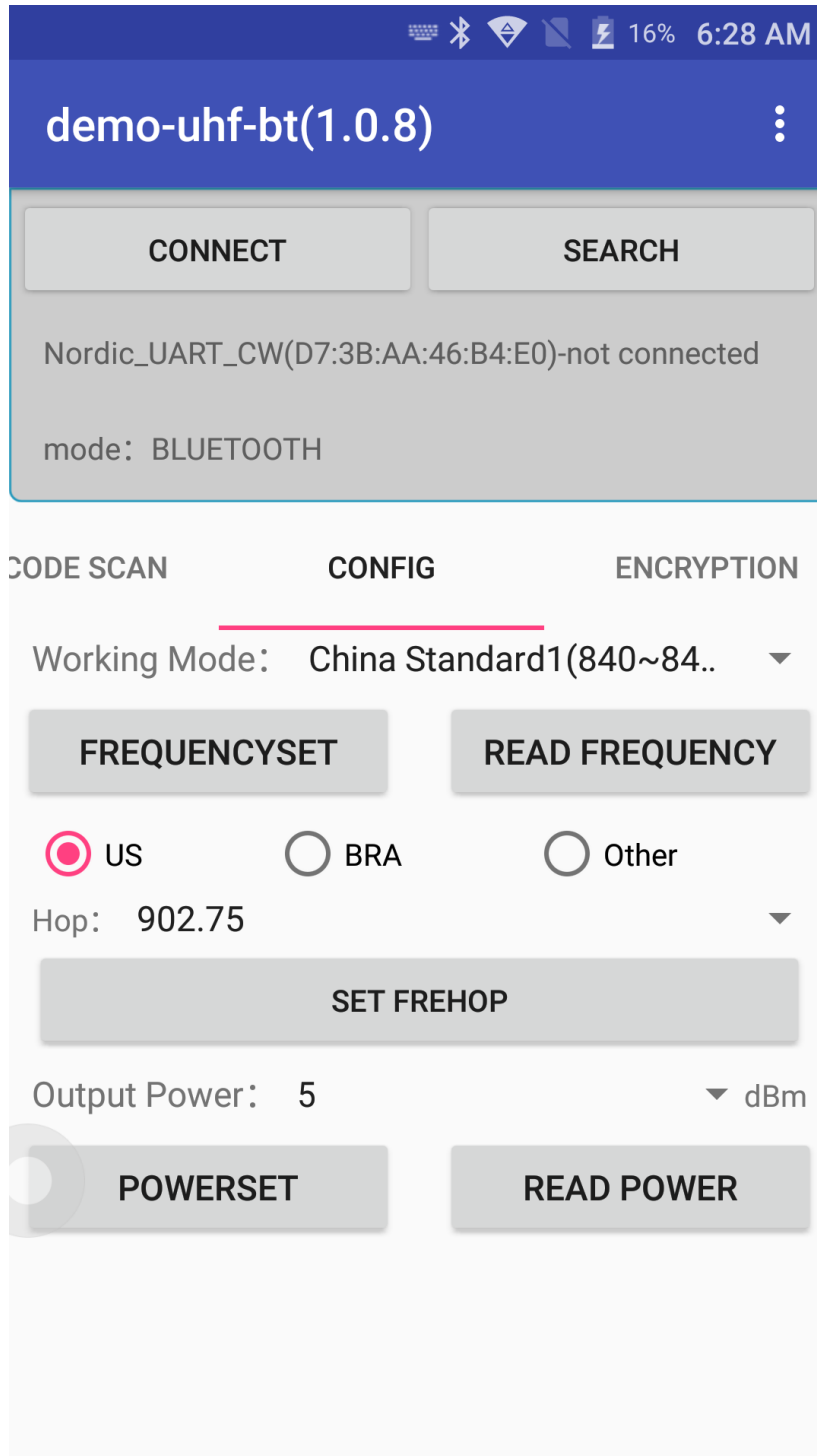 16% 6:28 AM
demo-uhf-bt(1.0.8)
CONNECT SEARCH
Nordic_UART_CW(D7:3B:AA:46:B4:E0)-not connected
mode：BLUETOOTH
CODE SCAN CONFIG ENCRYPTION
Working Mode： China Standard1(840~84..
FREQUENCYSET READ FREQUENCY
US BRA Other
Hop： 902.75
SET FREHOP
Output Power： 5 dBm
POWERSET READ POWER